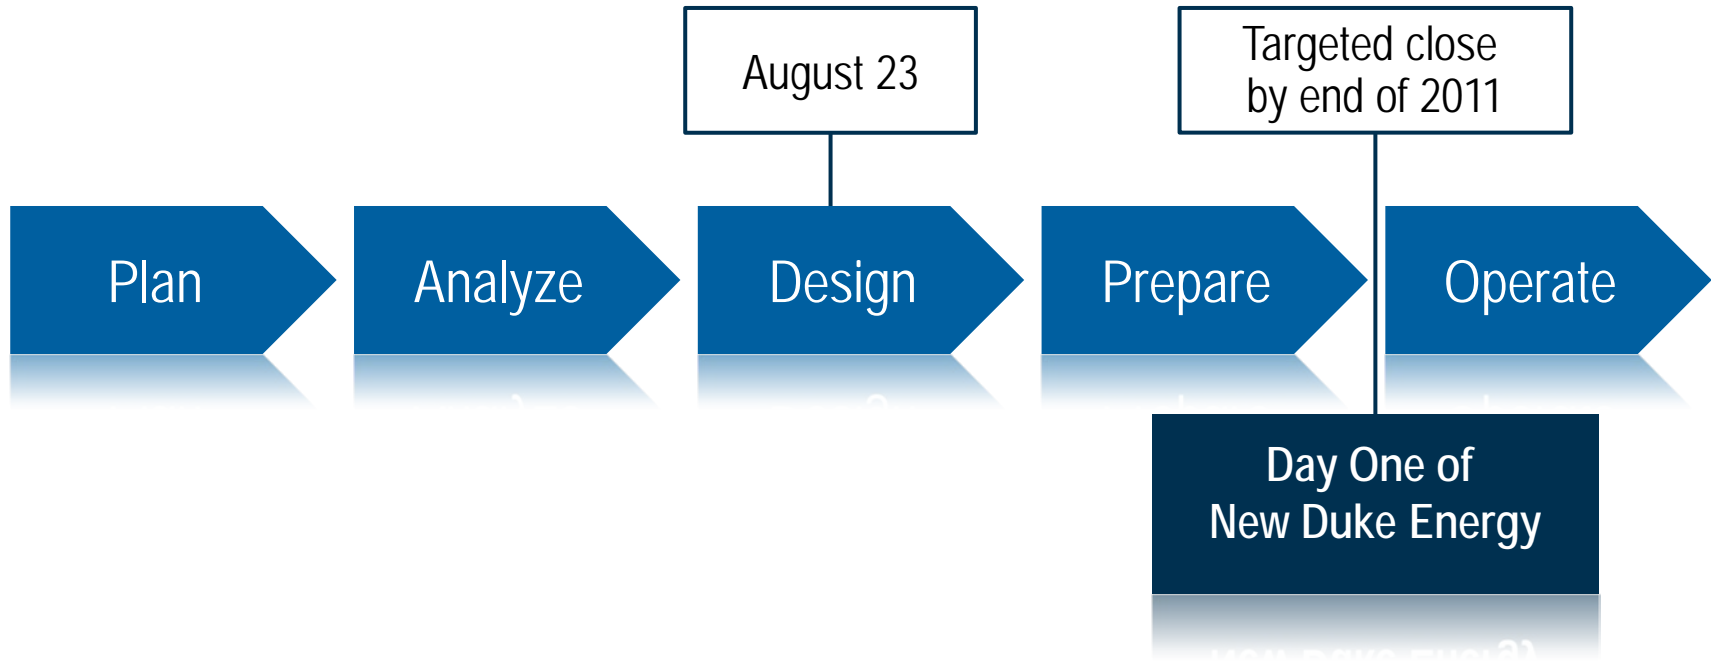 August 23
Targeted close
by end of 2011
Plan
Analyze
Design
Prepare
Operate
Day One of
New Duke Energy